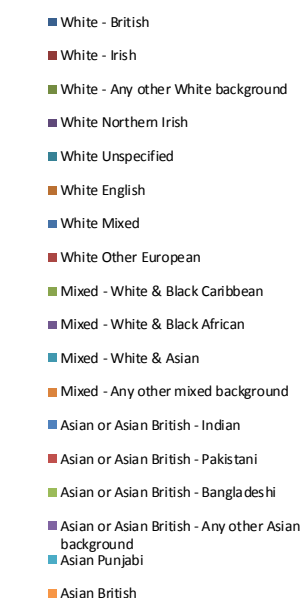 White - British
White - Irish
White - Any other White background
White Northern Irish
White Unspecified
White English
White Mixed
White Other European
Mixed - White & Black Caribbean
Mixed - White & Black African
Mixed - White & Asian
Mixed - Any other mixed background
Asian or Asian British - Indian
Asian or Asian British - Pakistani
Asian or Asian British - Bangladeshi
Asian or Asian British - Any other Asian
background
Asian Punjabi
Asian British